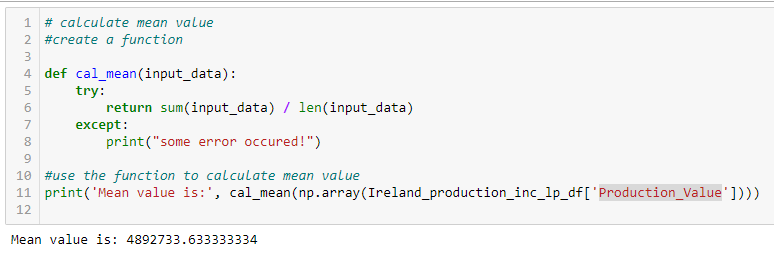 1 # calculate mean value
2 #create a function
3
4 def cal_mean(input_data):
5     try:
6         return sum(input_data) / len(input_data)
7     except:
8         print("some error occured!")
9
10 #use the function to calculate mean value
11 print('Mean value is:', cal_mean(np.array(Ireland_production_inc_lp_df['Production_Value'])))
12
Mean value is: 4892733.633333334